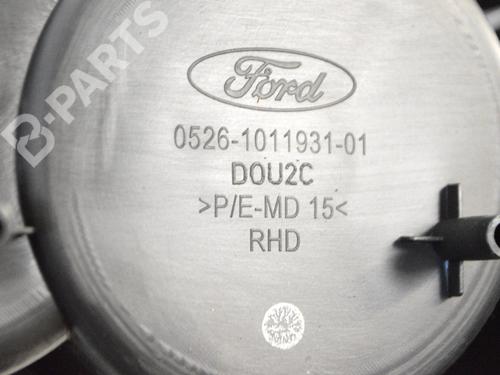 B-PARTS
Ford
0526-1011931-01
DOU2C
>P/E-MD 15<
RHD